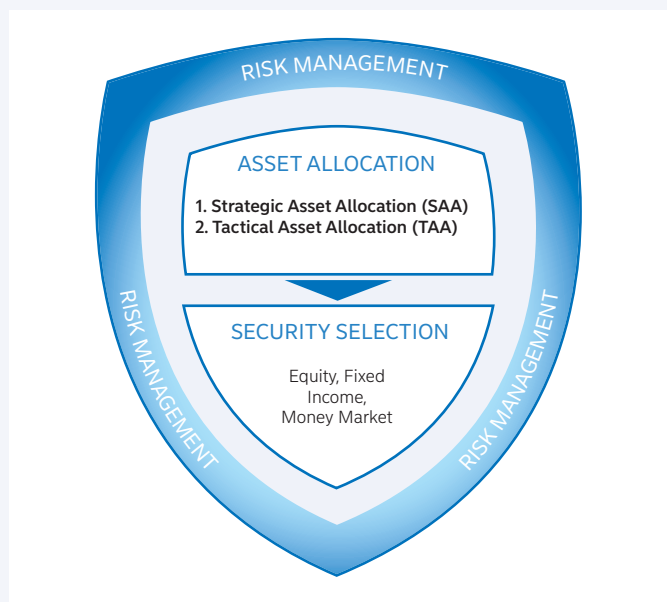 RISK MANAGEMENT
ASSET ALLOCATION
1. Strategic Asset Allocation (SAA)
2. Tactical Asset Allocation (TAA)
RISK MANAGEMENT
RISK MANAGEMENT
SECURITY SELECTION
Equity, Fixed
Income,
Money Market